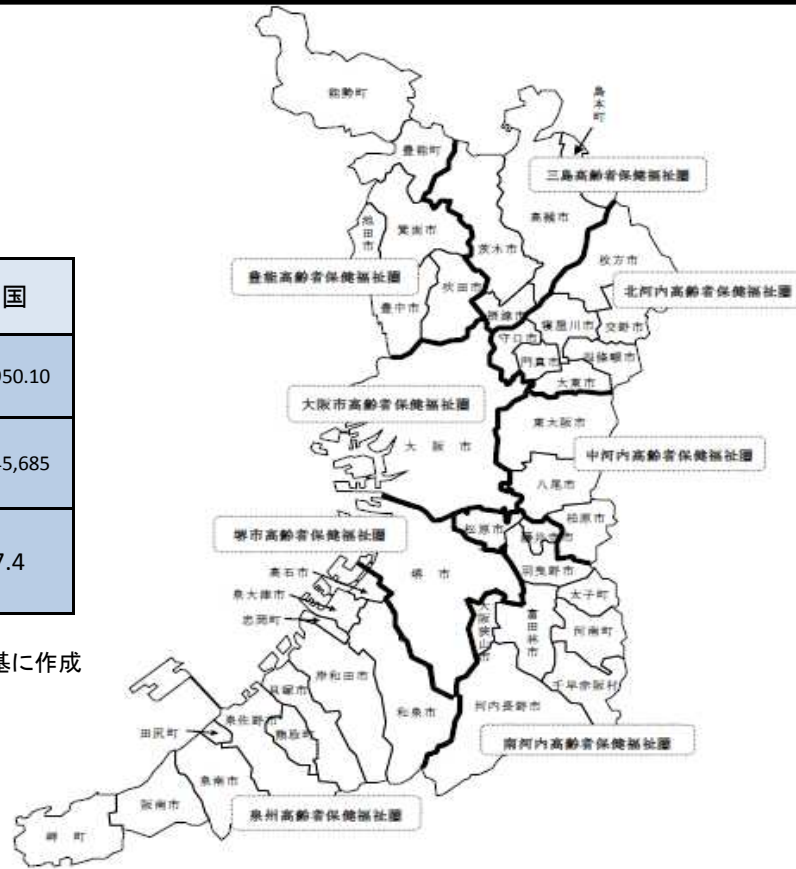 国
950.10
45,685
7.4
基に作成
能勢町
島本町
豊能町
三島高齢者保健福祉圏
高槻市
池田市
箕面市
茨木市
枚方市
豊能高齢者保健福祉圏
吹田市
北河内高齢者保健福祉圏
豊中市
摂津市
寝屋川市
交野市
守口市
門真市
四條畷市
大東市
大阪市高齢者保健福祉圏
東大阪市
大阪市
中河内高齢者保健福祉圏
八尾市
柏原市
堺市高齢者保健福祉圏
松原市
藤井寺市
高石市
堺市
羽曳野市
泉大津市
太子町
忠岡町
大阪狭山市
富田林市
河南町
岸和田市
千早赤阪村
貝塚市
和泉市
河内長野市
泉佐野市
田尻町
熊取町
南河内高齢者保健福祉圏
泉南市
阪南市
泉州高齢者保健福祉圏
岬町